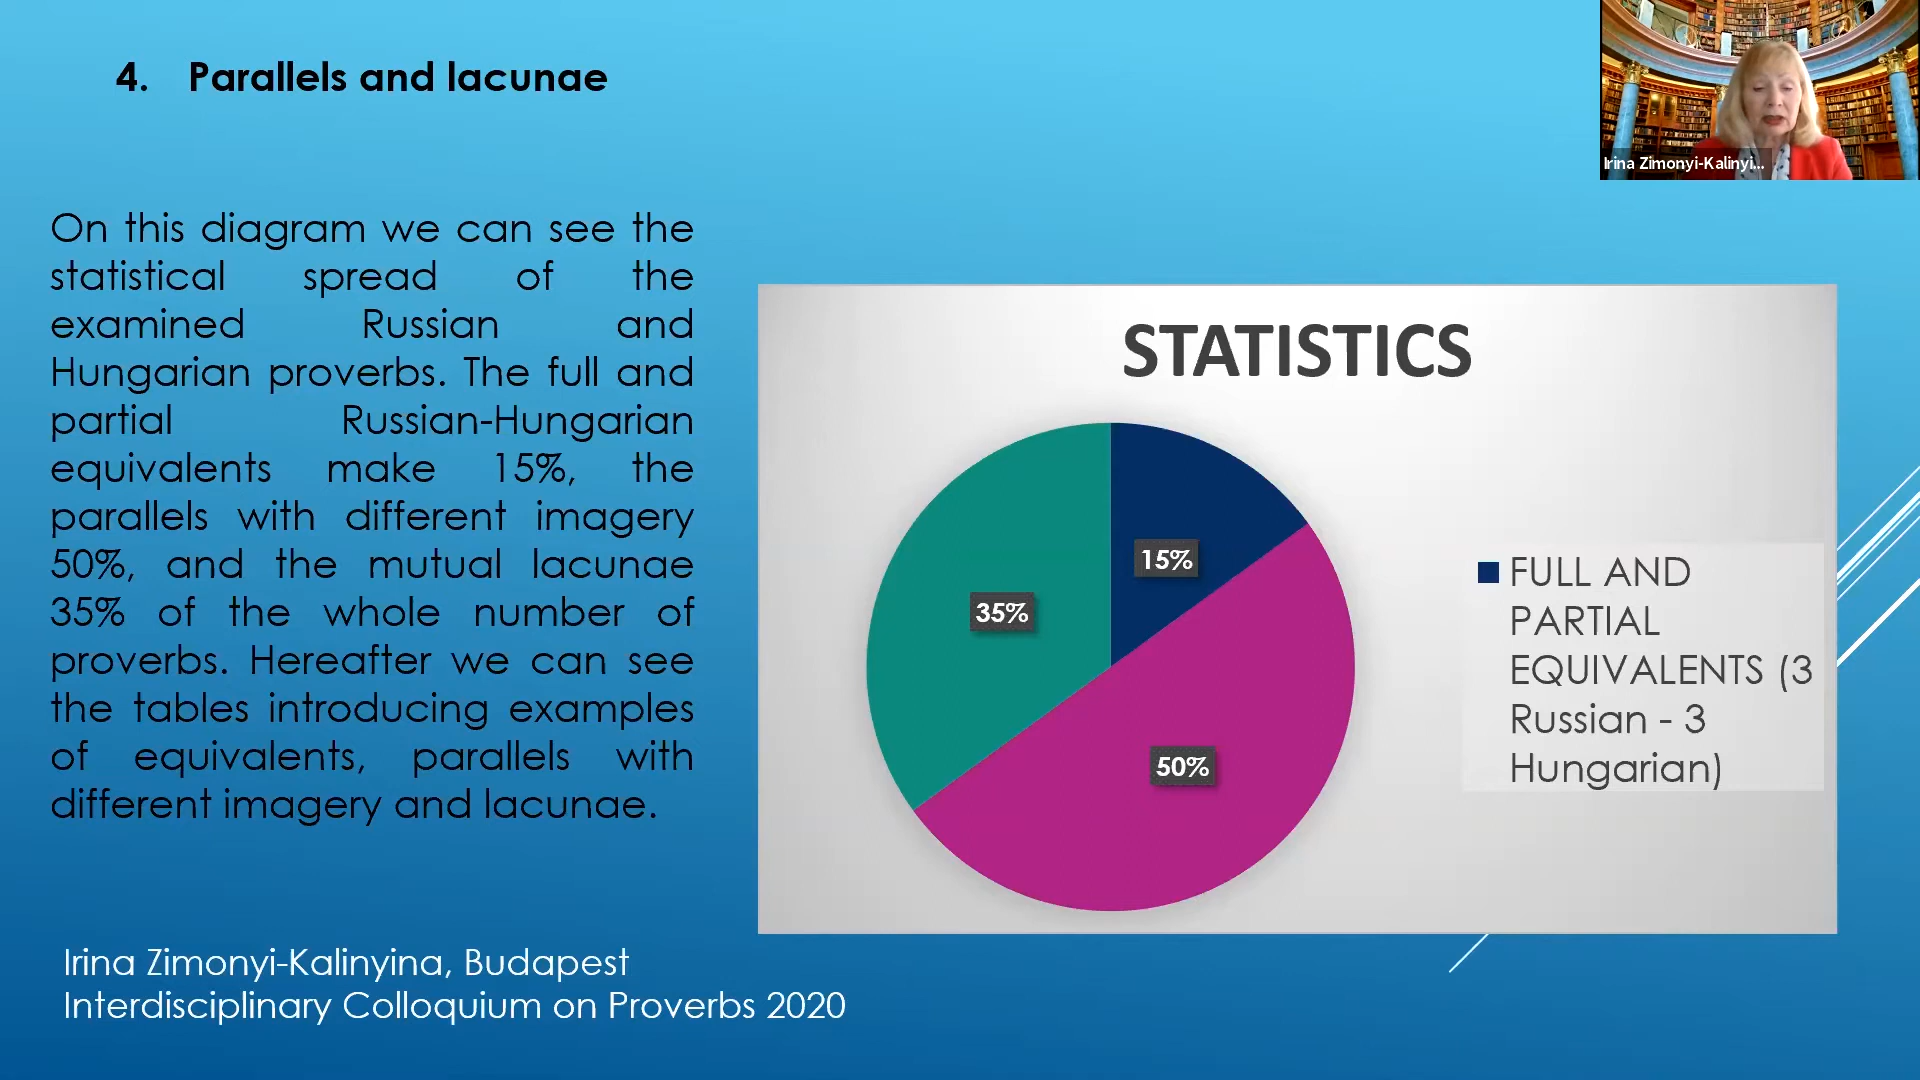 4. Parallels and lacunae
Irina Zimonyi-Kalinyi...
On this diagram we can see the
statistical spread of the
examined Russian and
Hungarian proverbs. The full and
partial Russian-Hungarian
equivalents make 15%, the
parallels with different imagery
50%, and the mutual lacunae
35% of the whole number of
proverbs. Hereafter we can see
the tables introducing examples
of equivalents, parallels with
different imagery and lacunae.
STATISTICS
15%
35%
50%
FULL AND
PARTIAL
EQUIVALENTS (3
Russian - 3
Hungarian)
Irina Zimonyi-Kalinyina, Budapest
Interdisciplinary Colloquium on Proverbs 2020